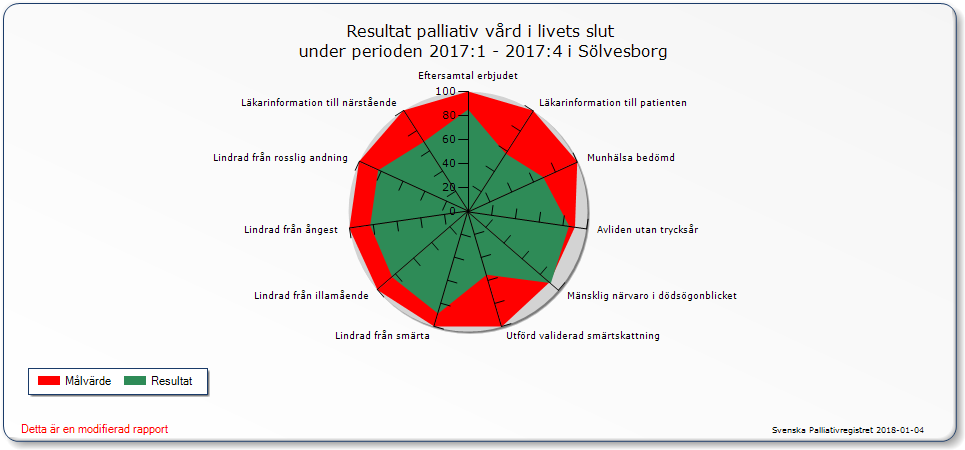 Resultat palliativ vård i livets slut
under perioden 2017:1 - 2017:4 i Sölvesborg
Eftersamtal erbjudet
Läkarinformation till närstående
Läkarinformation till patienten
Lindrad från rosslig andning
Munhälsa bedömd
Lindrad från ångest
Avliden utan trycksår
Lindrad från illamående
Mänsklig närvaro i dödsögonblicket
Lindrad från smärta
Utförd validerad smärtskattning
100
80
60
40
20
0
Målvärde
Resultat
Detta är en modifierad rapport
Svenska Palliativregistret 2018-01-04